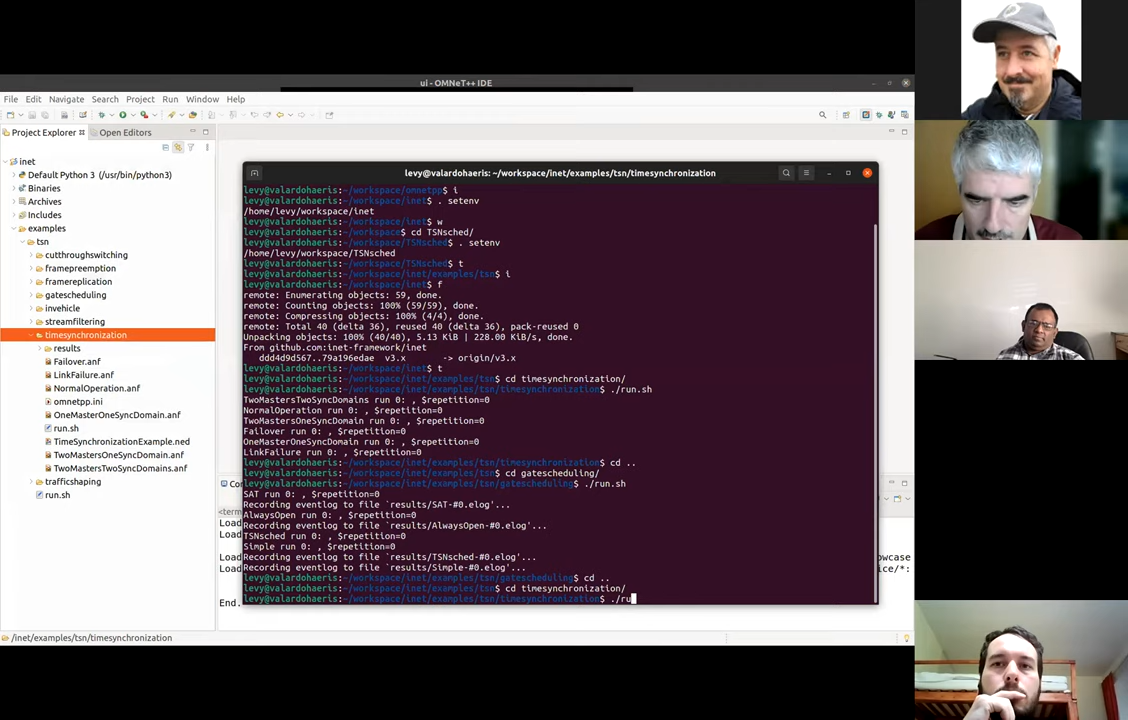 ui - OMNeT++ IDE
File Edit Navigate Search Project Run Window Help
Project Explorer
Open Editors
inet
Default Python 3 (/usr/bin/python3)
Binaries
Archives
Includes
examples
tsn
cutthroughswitching
framepreemption
framereplication
gatescheduling
invehicle
streamfiltering
timesynchronization
results
Failover.anf
LinkFailure.anf
NormalOperation.anf
omnetpp.ini
OneMasterOneSyncDomain.anf
run.sh
TimeSynchronizationExample.ned
TwoMastersOneSyncDomain.anf
TwoMastersTwoSyncDomains.anf
trafficshaping
run.sh
levy@valardohaeris: ~/workspace/inet/examples/tsn/timesynchronization
levy@valardohaeris:~/workspace/omnetpp$ i
levy@valardohaeris:~/workspace/inet$ . setenv
/home/levy/workspace/inet
levy@valardohaeris:~/workspace/inet$ w
levy@valardohaeris:~/workspace$ cd TSNsched/
levy@valardohaeris:~/workspace/TSNsched$ . setenv
/home/levy/workspace/TSNsched
levy@valardohaeris:~/workspace/TSNsched$ t
levy@valardohaeris:~/workspace/inet/examples/tsn$ i
levy@valardohaeris:~/workspace/inet$ f
remote: Enumerating objects: 59, done.
remote: Counting objects: 100% (59/59), done.
remote: Compressing objects: 100% (4/4), done.
remote: Total 40 (delta 36), reused 40 (delta 36), pack-reused 0
Unpacking objects: 100% (40/40), 5.13 KiB | 228.00 KiB/s, done.
From github.com:inet-framework/inet
ddd4d9d567..79a196edae v3.x -> origin/v3.x
levy@valardohaeris:~/workspace/inet$ t
levy@valardohaeris:~/workspace/inet/examples/tsn$ cd timesynchronization/
levy@valardohaeris:~/workspace/inet/examples/tsn/timesynchronization$ ./run.sh
TwoMastersTwoSyncDomains run 0: , $repetition=0
NormalOperation run 0: , $repetition=0
TwoMastersOneSyncDomain run 0: , $repetition=0
Failover run 0: , $repetition=0
OneMasterOneSyncDomain run 0: , $repetition=0
LinkFailure run 0: , $repetition=0
levy@valardohaeris:~/workspace/inet/examples/tsn/timesynchronization$ cd ..
levy@valardohaeris:~/workspace/inet/examples/tsn$ cd gatescheduling/
levy@valardohaeris:~/workspace/inet/examples/tsn/gatescheduling$ ./run.sh
SAT run 0: , $repetition=0
Recording eventlog to file `results/SAT-#0.elog'...
AlwaysOpen run 0: , $repetition=0
Recording eventlog to file `results/AlwaysOpen-#0.elog'...
TSNsched run 0: , $repetition=0
Simple run 0: , $repetition=0
Recording eventlog to file `results/TSNsched-#0.elog'...
Recording eventlog to file `results/Simple-#0.elog'...
levy@valardohaeris:~/workspace/inet/examples/tsn/gatescheduling$ cd ..
levy@valardohaeris:~/workspace/inet/examples/tsn$ cd timesynchronization/
levy@valardohaeris:~/workspace/inet/examples/tsn/timesynchronization$ ./ru
Con
<term
Load
Load
Load
Load
End.
howcase
ice/*:
/inet/examples/tsn/timesynchronization